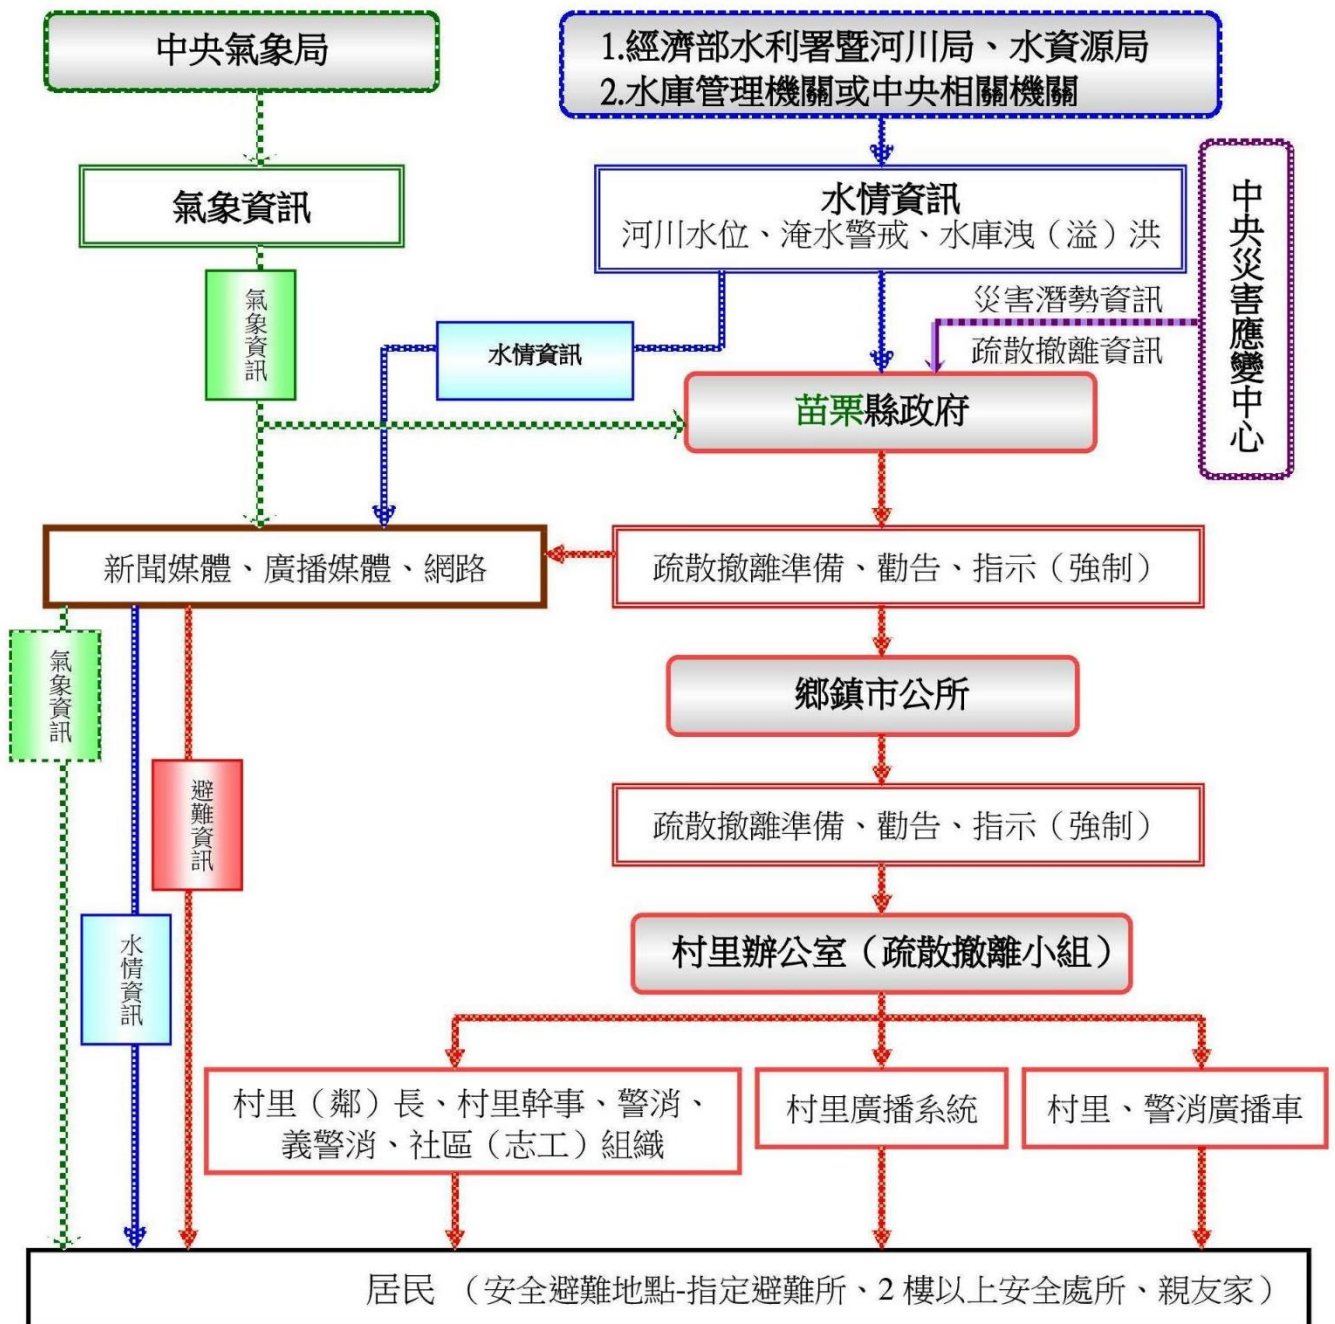 中央氣象局
1.經濟部水利署暨河川局、水資源局
2.水庫管理機關或中央相關機關
氣象資訊
水情資訊
河川水位、淹水警戒、水庫洩（溢）洪
中央災害應變中心
氣象資訊
災害潛勢資訊
疏散撤離資訊
水情資訊
苗栗縣政府
新聞媒體、廣播媒體、網路
疏散撤離準備、勸告、指示（強制）
氣象資訊
鄉鎮市公所
避難資訊
疏散撤離準備、勸告、指示（強制）
水情資訊
村里辦公室（疏散撤離小組）
村里（鄰）長、村里幹事、警消、
義警消、社區（志工）組織
村里廣播系統
村里、警消廣播車
居民 （安全避難地點-指定避難所、2 樓以上安全處所、親友家）